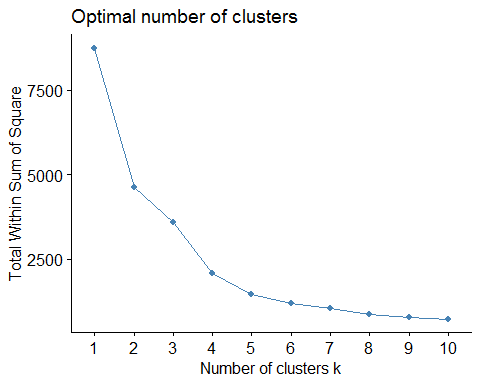 Optimal number of clusters
Total Within Sum of Square
7500
5000
2500
1 2 3 4 5 6 7 8 9 10
Number of clusters k